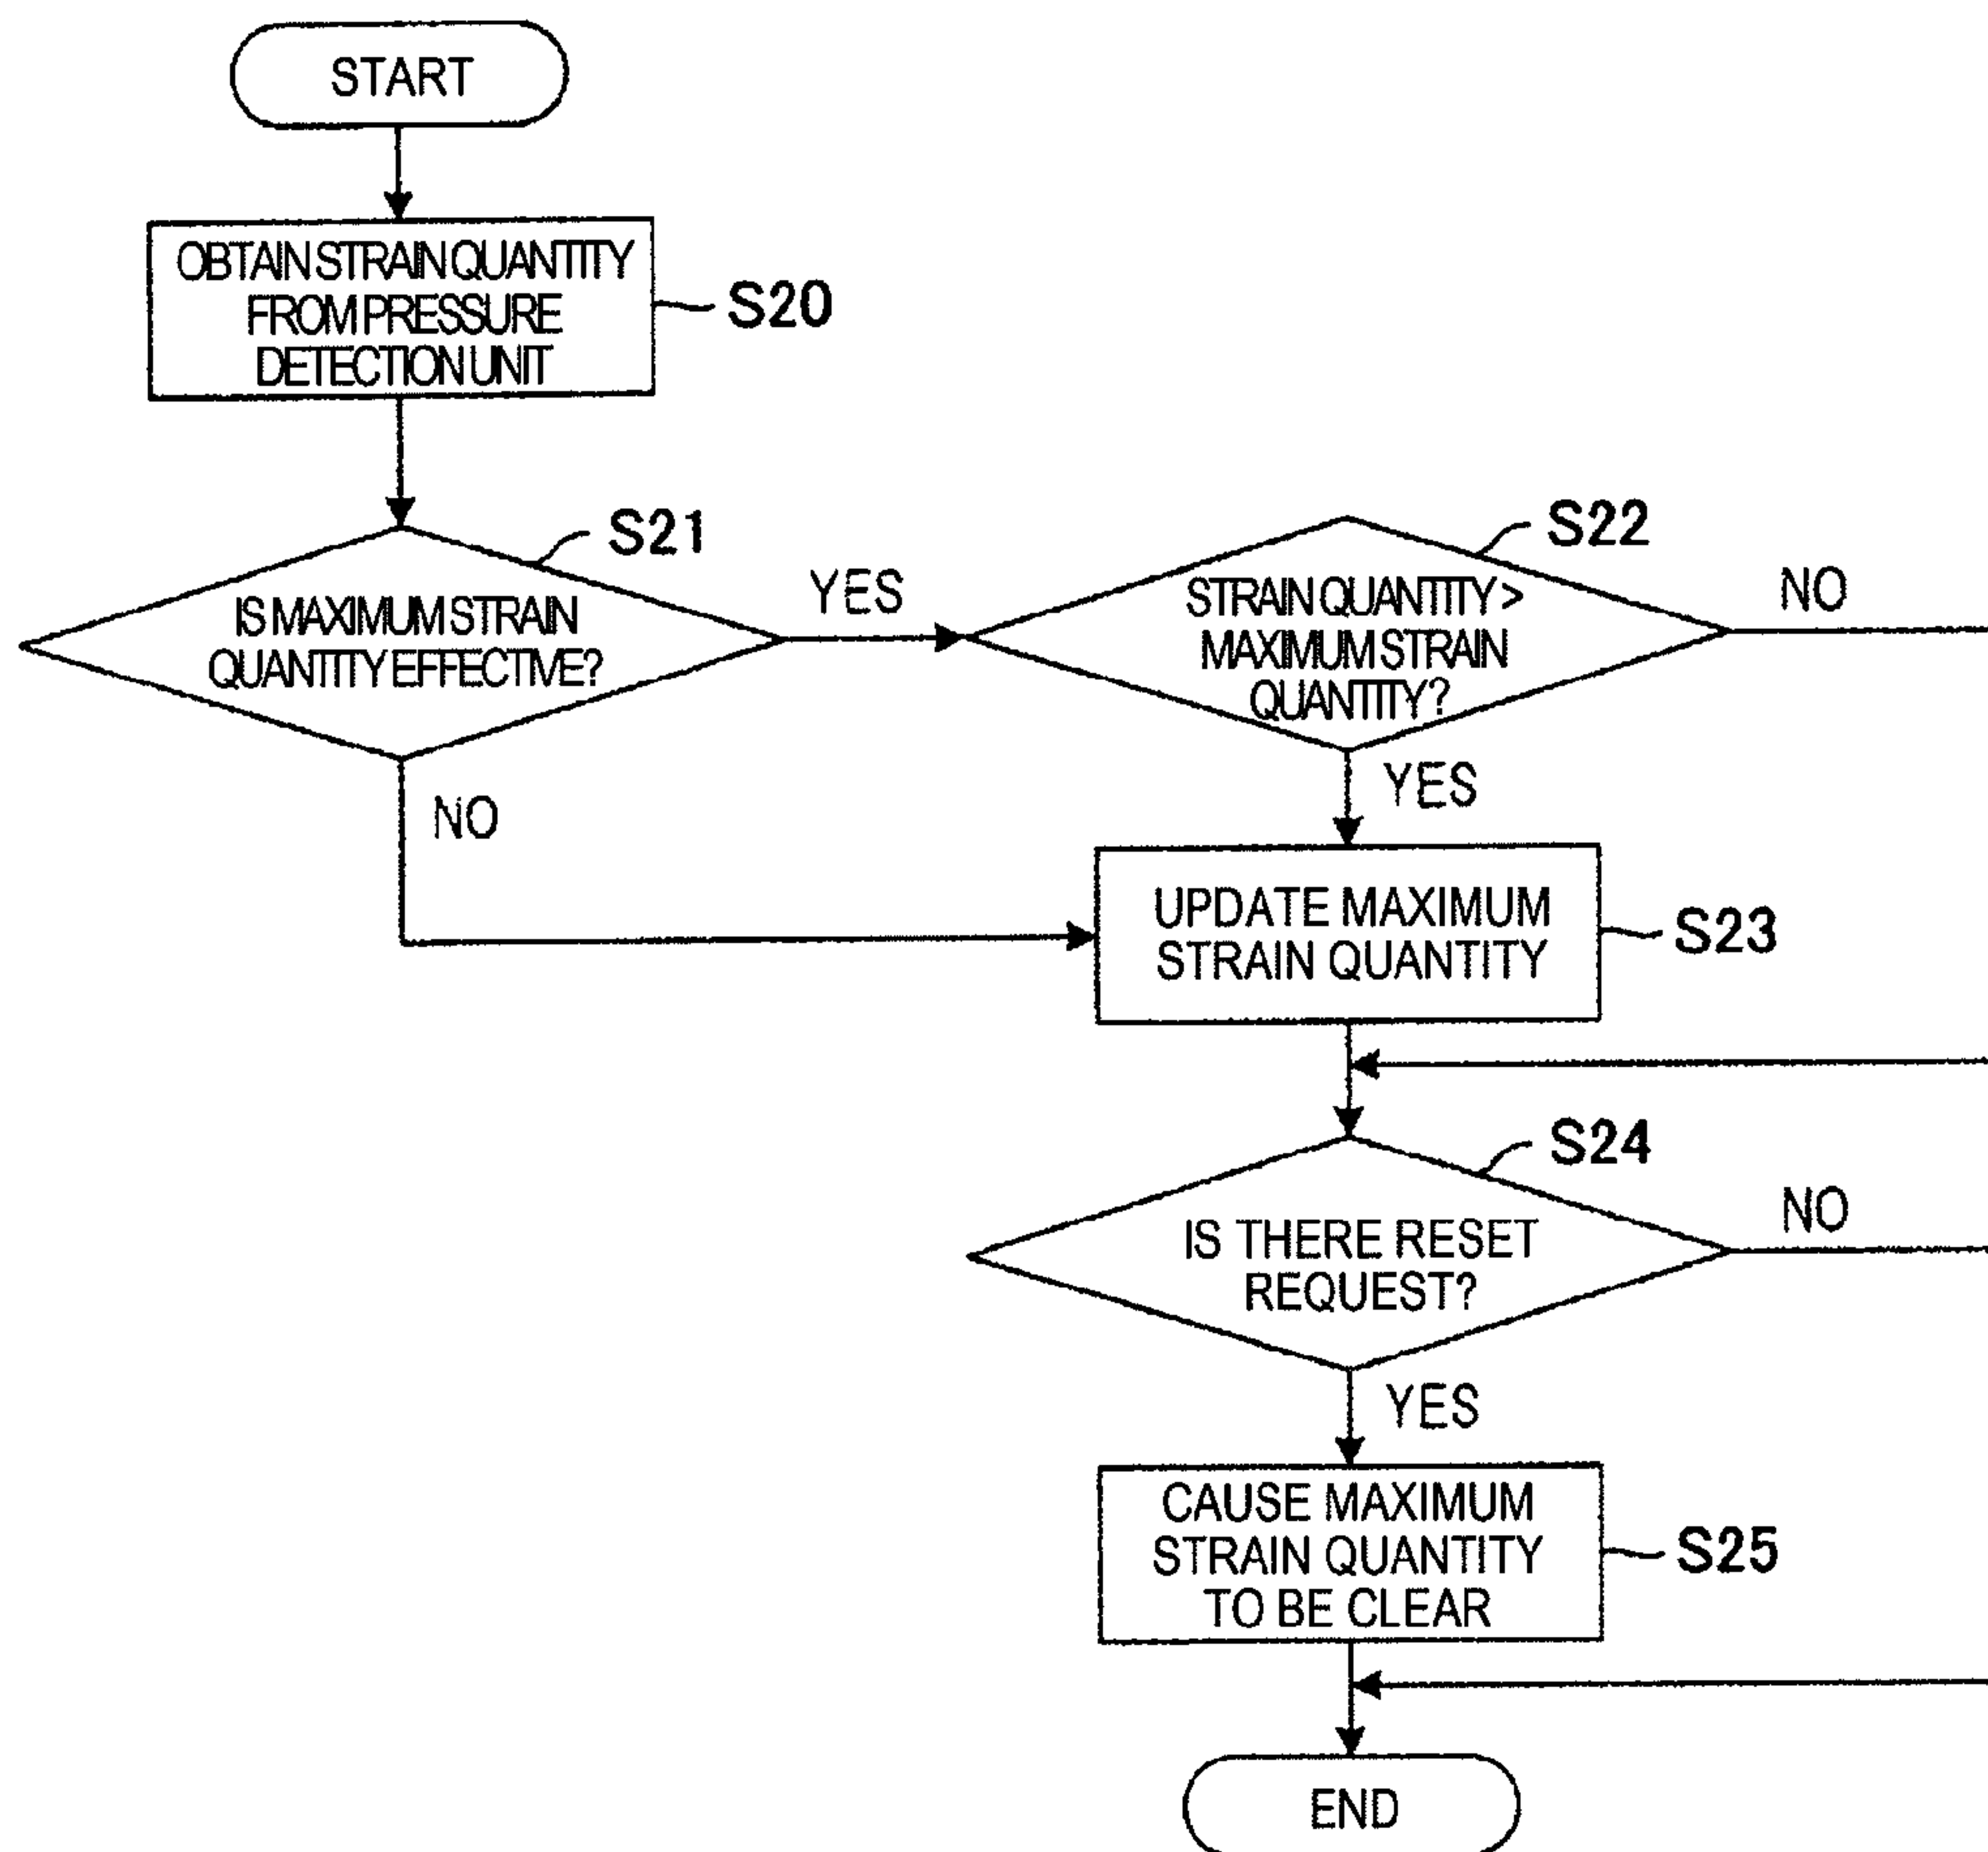 START
OBTAIN STRAIN QUANTITY
FROM PRESSURE
DETECTION UNIT
S20
S21
IS MAXIMUM STRAIN
QUANTITY EFFECTIVE?
YES
NO
S22
STRAIN QUANTITY >
MAXIMUM STRAIN
QUANTITY?
NO
YES
UPDATE MAXIMUM
STRAIN QUANTITY
S23
S24
IS THERE RESET
REQUEST?
NO
YES
CAUSE MAXIMUM
STRAIN QUANTITY
TO BE CLEAR
S25
END